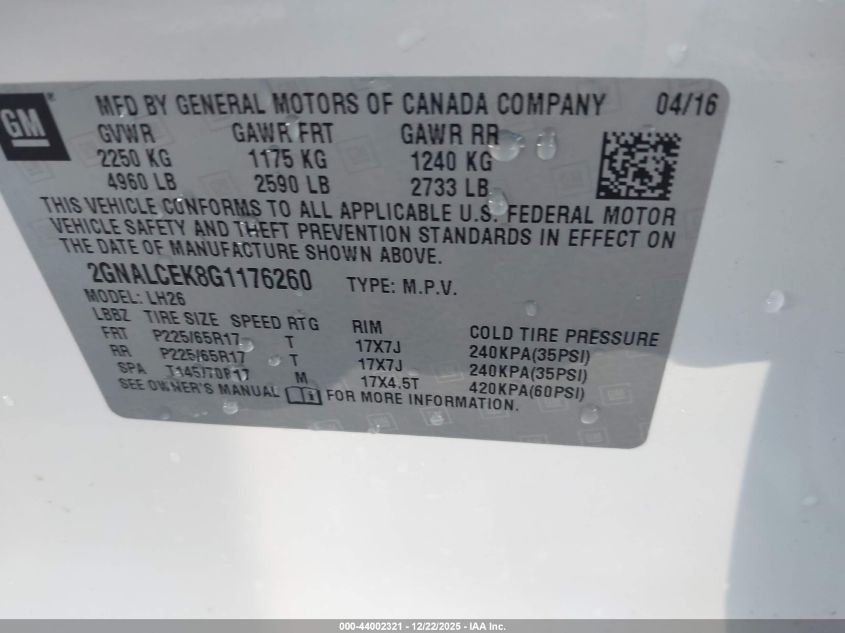 GM
MFD BY GENERAL MOTORS OF CANADA COMPANY 04/16
GVWR GAWR FRT GAWR RR
2250 KG 1175 KG 1240 KG
4960 LB 2590 LB 2733 LB
THIS VEHICLE CONFORMS TO ALL APPLICABLE U.S. FEDERAL MOTOR
VEHICLE SAFETY AND THEFT PREVENTION STANDARDS IN EFFECT ON
THE DATE OF MANUFACTURE SHOWN ABOVE.
2GNALCEK8G1176260 TYPE: M.P.V.
MODEL: LH26
LBBZ TIRE SIZE SPEED RTG RIM COLD TIRE PRESSURE
FRT P225/65R17 T 17X7J 240KPA(35PSI)
RR P225/65R17 T 17X7J 240KPA(35PSI)
SPA T145/70R17 M 17X4.5T 420KPA(60PSI)
SEE OWNER'S MANUAL FOR MORE INFORMATION.
000-44002321 - 12/22/2025 - IAA Inc.